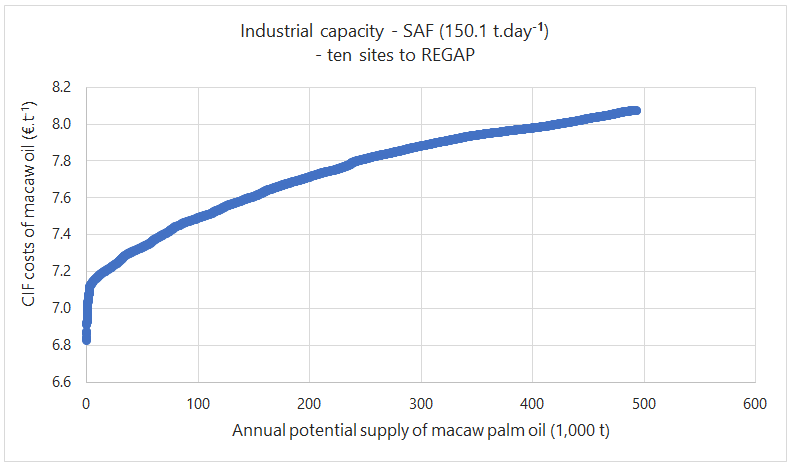 Industrial capacity - SAF (150.1 t.day⁻¹)
- ten sites to REGAP
CIF costs of macaw oil (€.t⁻¹)
8.2
8.0
7.8
7.6
7.4
7.2
7.0
6.8
6.6
0 100 200 300 400 500 600
Annual potential supply of macaw palm oil (1,000 t)